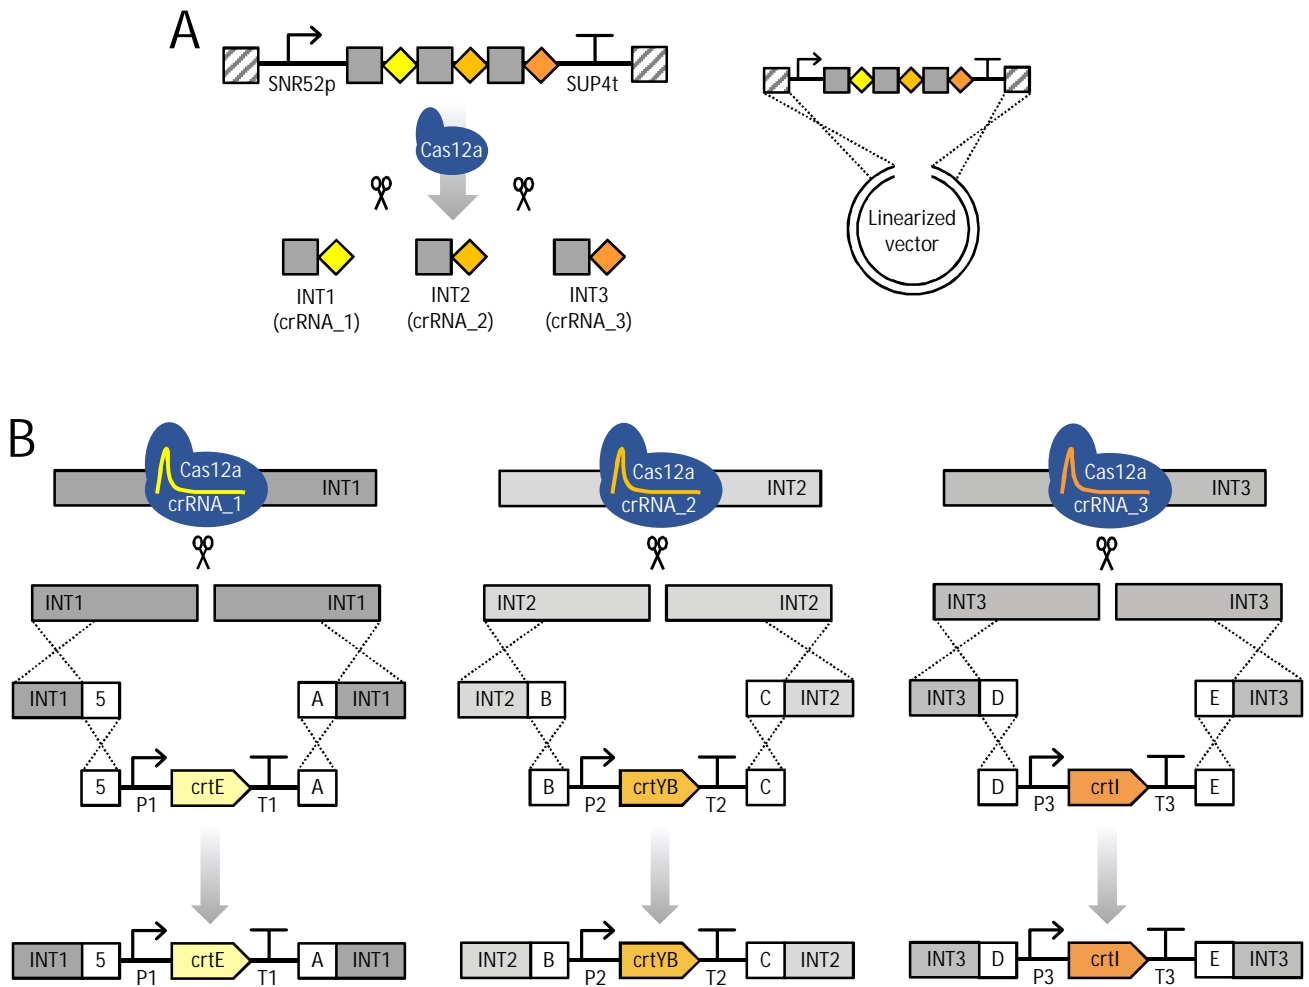 A
SNR52p
SUP4t
Cas12a
INT1
(crRNA_1)
INT2
(crRNA_2)
INT3
(crRNA_3)
Linearized
vector
B
Cas12a
crRNA_1
INT1
Cas12a
crRNA_2
INT2
Cas12a
crRNA_3
INT3
INT1
INT1
INT2
INT2
INT3
INT3
INT1 5
A INT1
INT2 B
C INT2
INT3 D
E INT3
5 P1 crtE T1 A
B P2 crtYB T2 C
D P3 crtI T3 E
INT1 5 P1 crtE T1 A INT1
INT2 B P2 crtYB T2 C INT2
INT3 D P3 crtI T3 E INT3